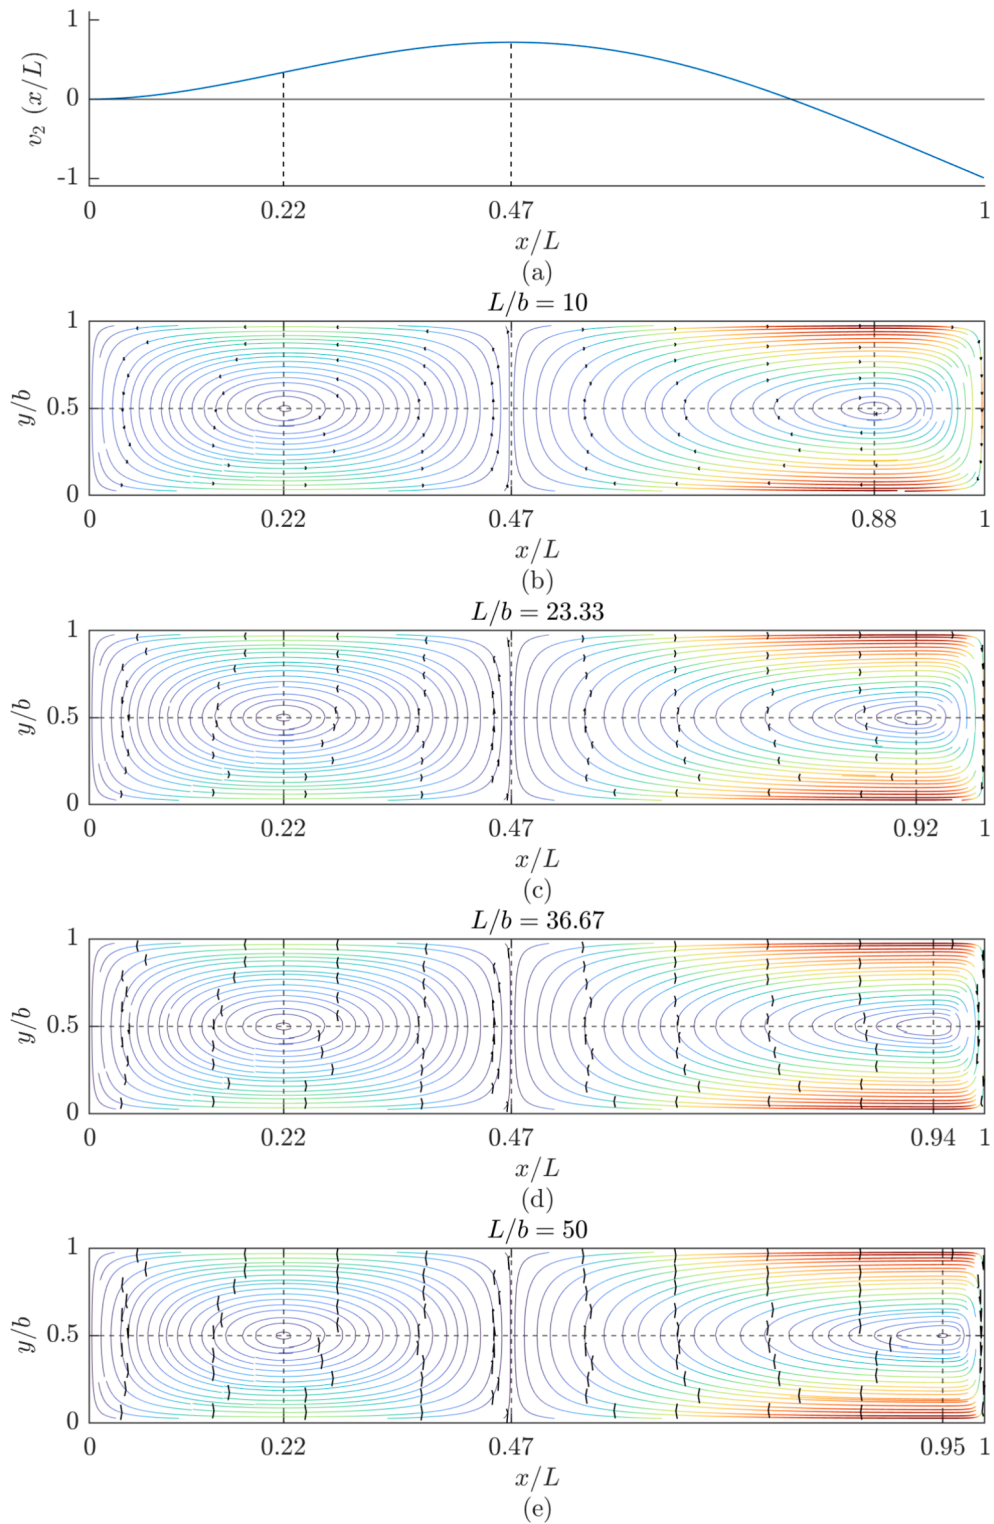 1
v₂ (x/L)
0
-1
0 0.22 0.47 1
x/L
(a)
L/b = 10
1
y/b
0.5
0
0 0.22 0.47 0.88 1
x/L
(b)
L/b = 23.33
1
y/b
0.5
0
0 0.22 0.47 0.92 1
x/L
(c)
L/b = 36.67
1
y/b
0.5
0
0 0.22 0.47 0.94 1
x/L
(d)
L/b = 50
1
y/b
0.5
0
0 0.22 0.47 0.95 1
x/L
(e)